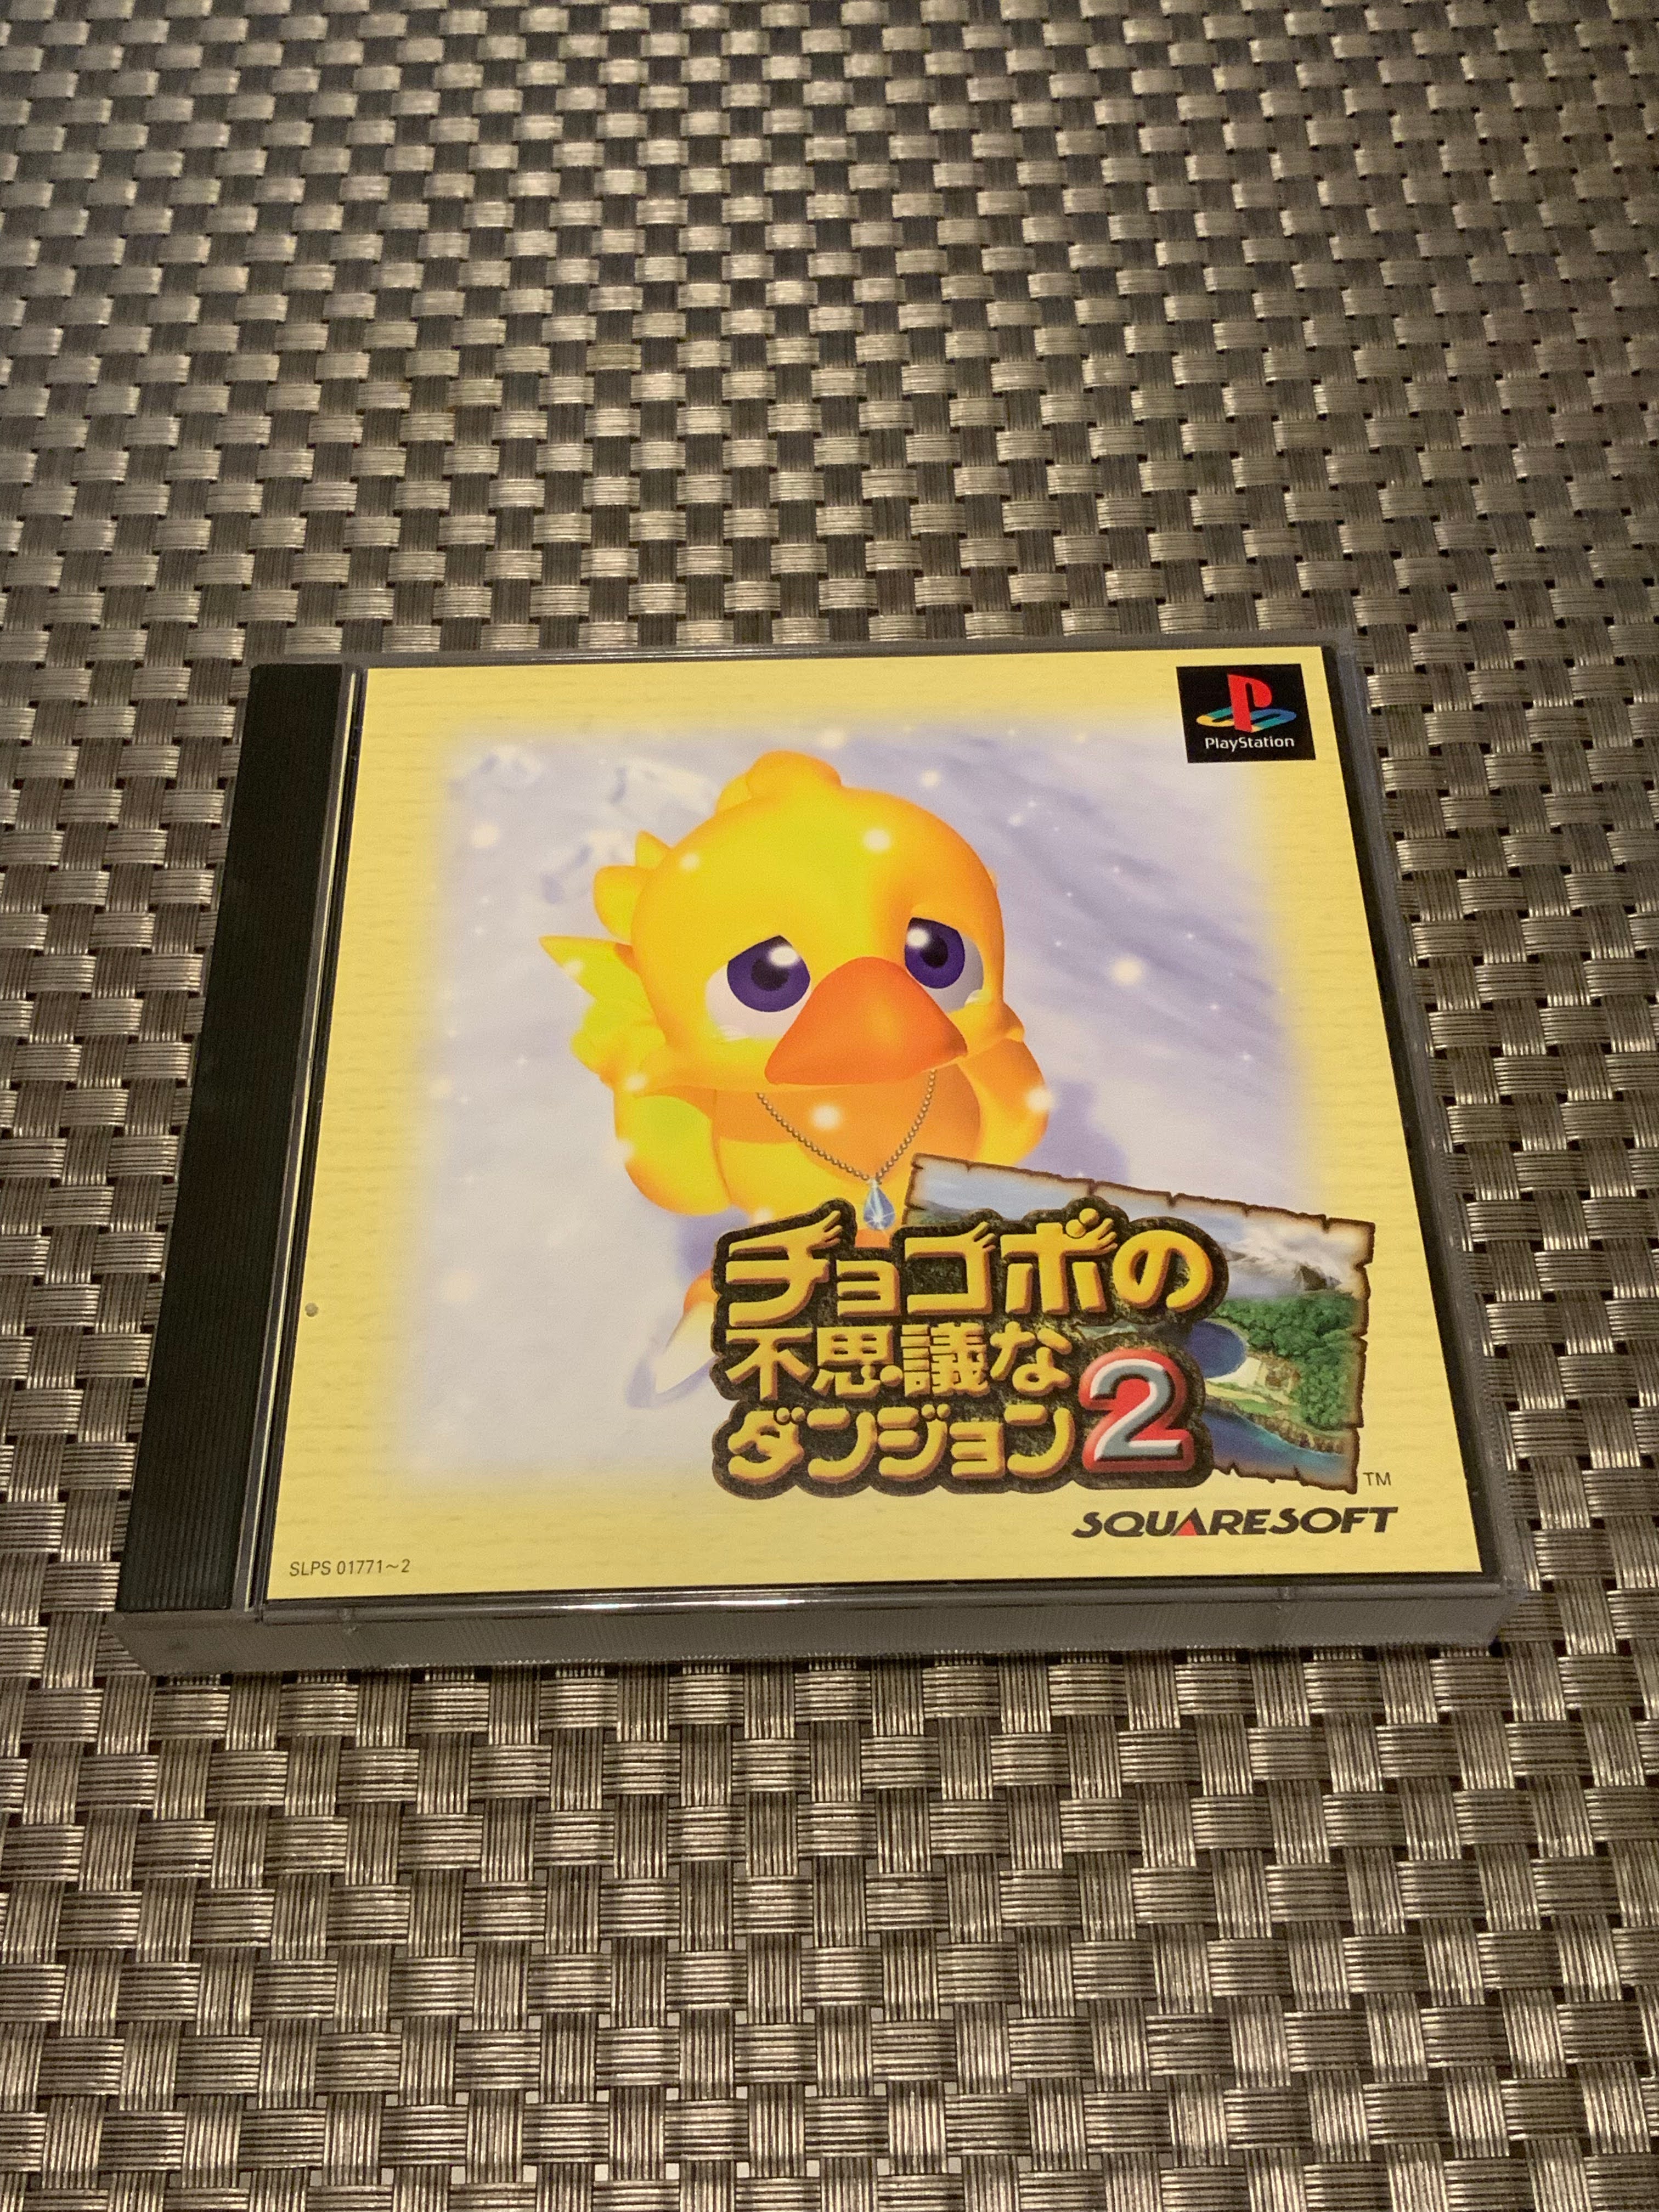 PlayStation
チョコボの
不思議な
ダンジョン2
TM
SQUARESOFT
SLPS 01771~2